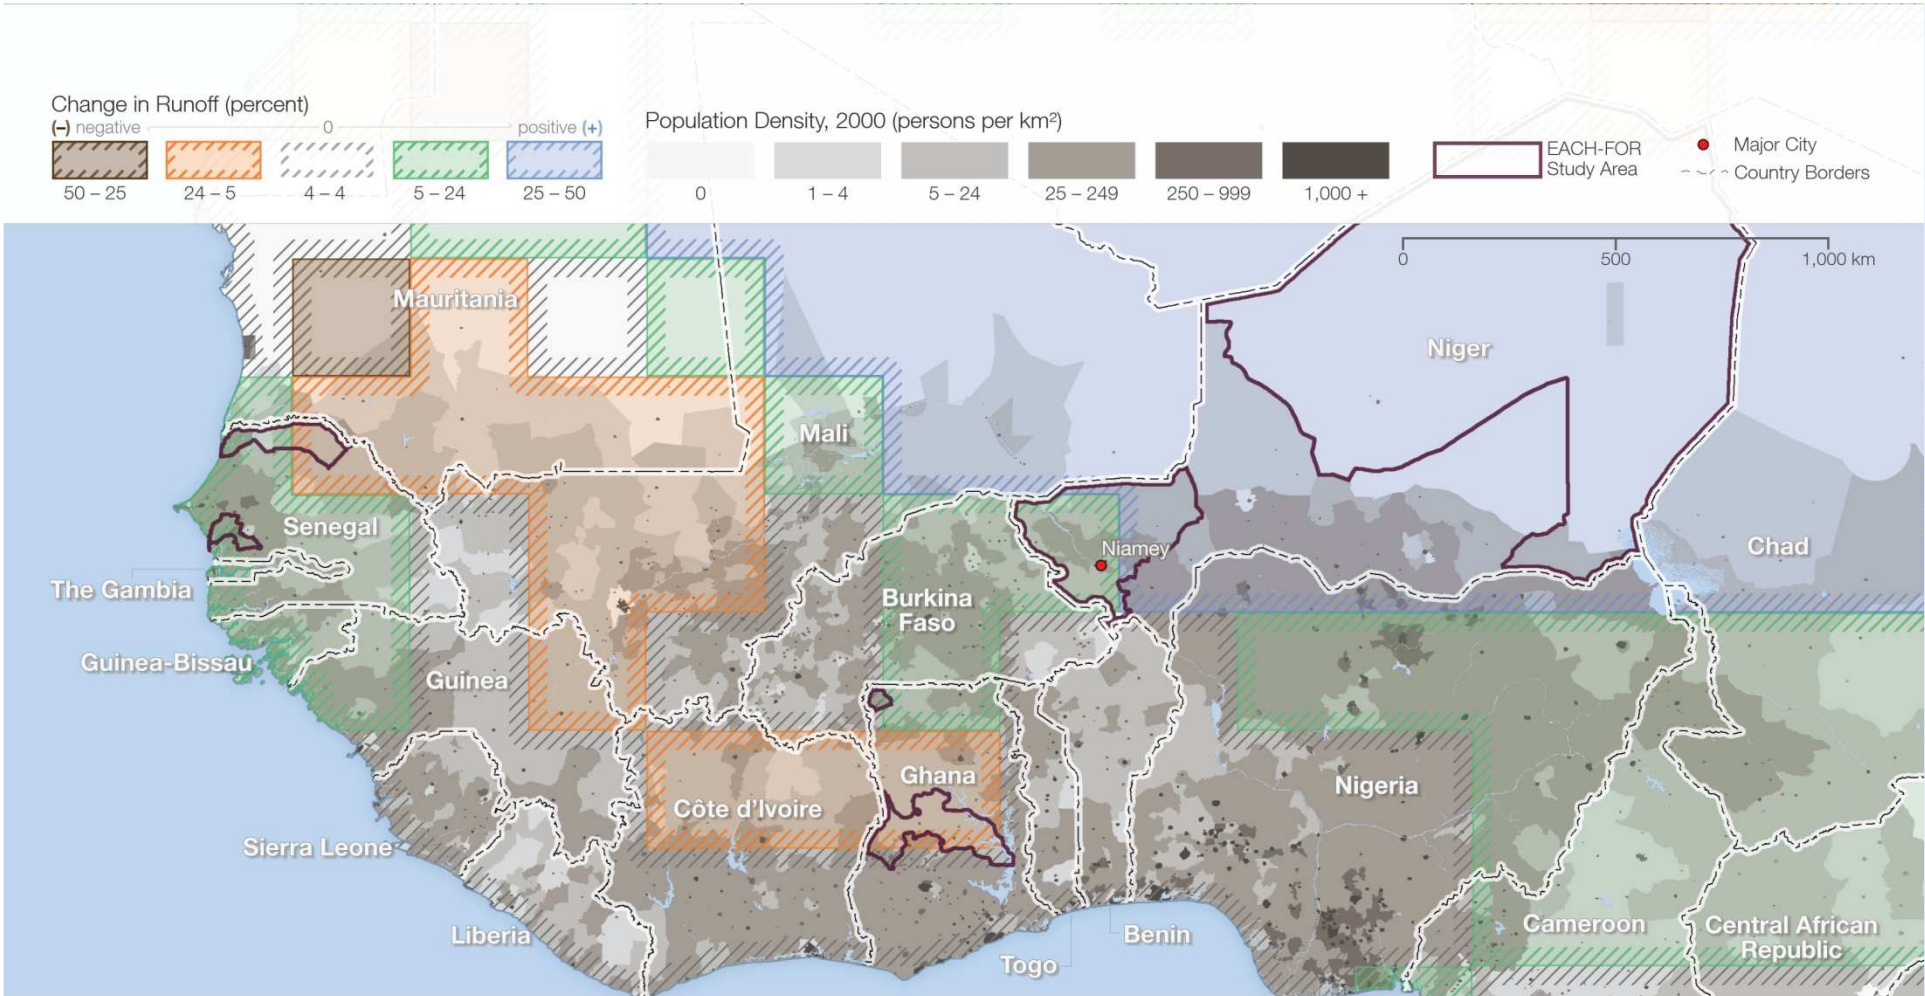 Change in Runoff (percent)
(–) negative 0 positive (+)
50 – 25
24 – 5
4 – 4
5 – 24
25 – 50
Population Density, 2000 (persons per km²)
0
1 – 4
5 – 24
25 – 249
250 – 999
1,000 +
EACH-FOR
Study Area
Major City
Country Borders
0 500 1,000 km
Mauritania
Niger
Mali
Senegal
Niamey
Chad
The Gambia
Burkina
Faso
Guinea-Bissau
Guinea
Ghana
Nigeria
Côte d’Ivoire
Sierra Leone
Liberia
Togo
Benin
Cameroon
Central African
Republic